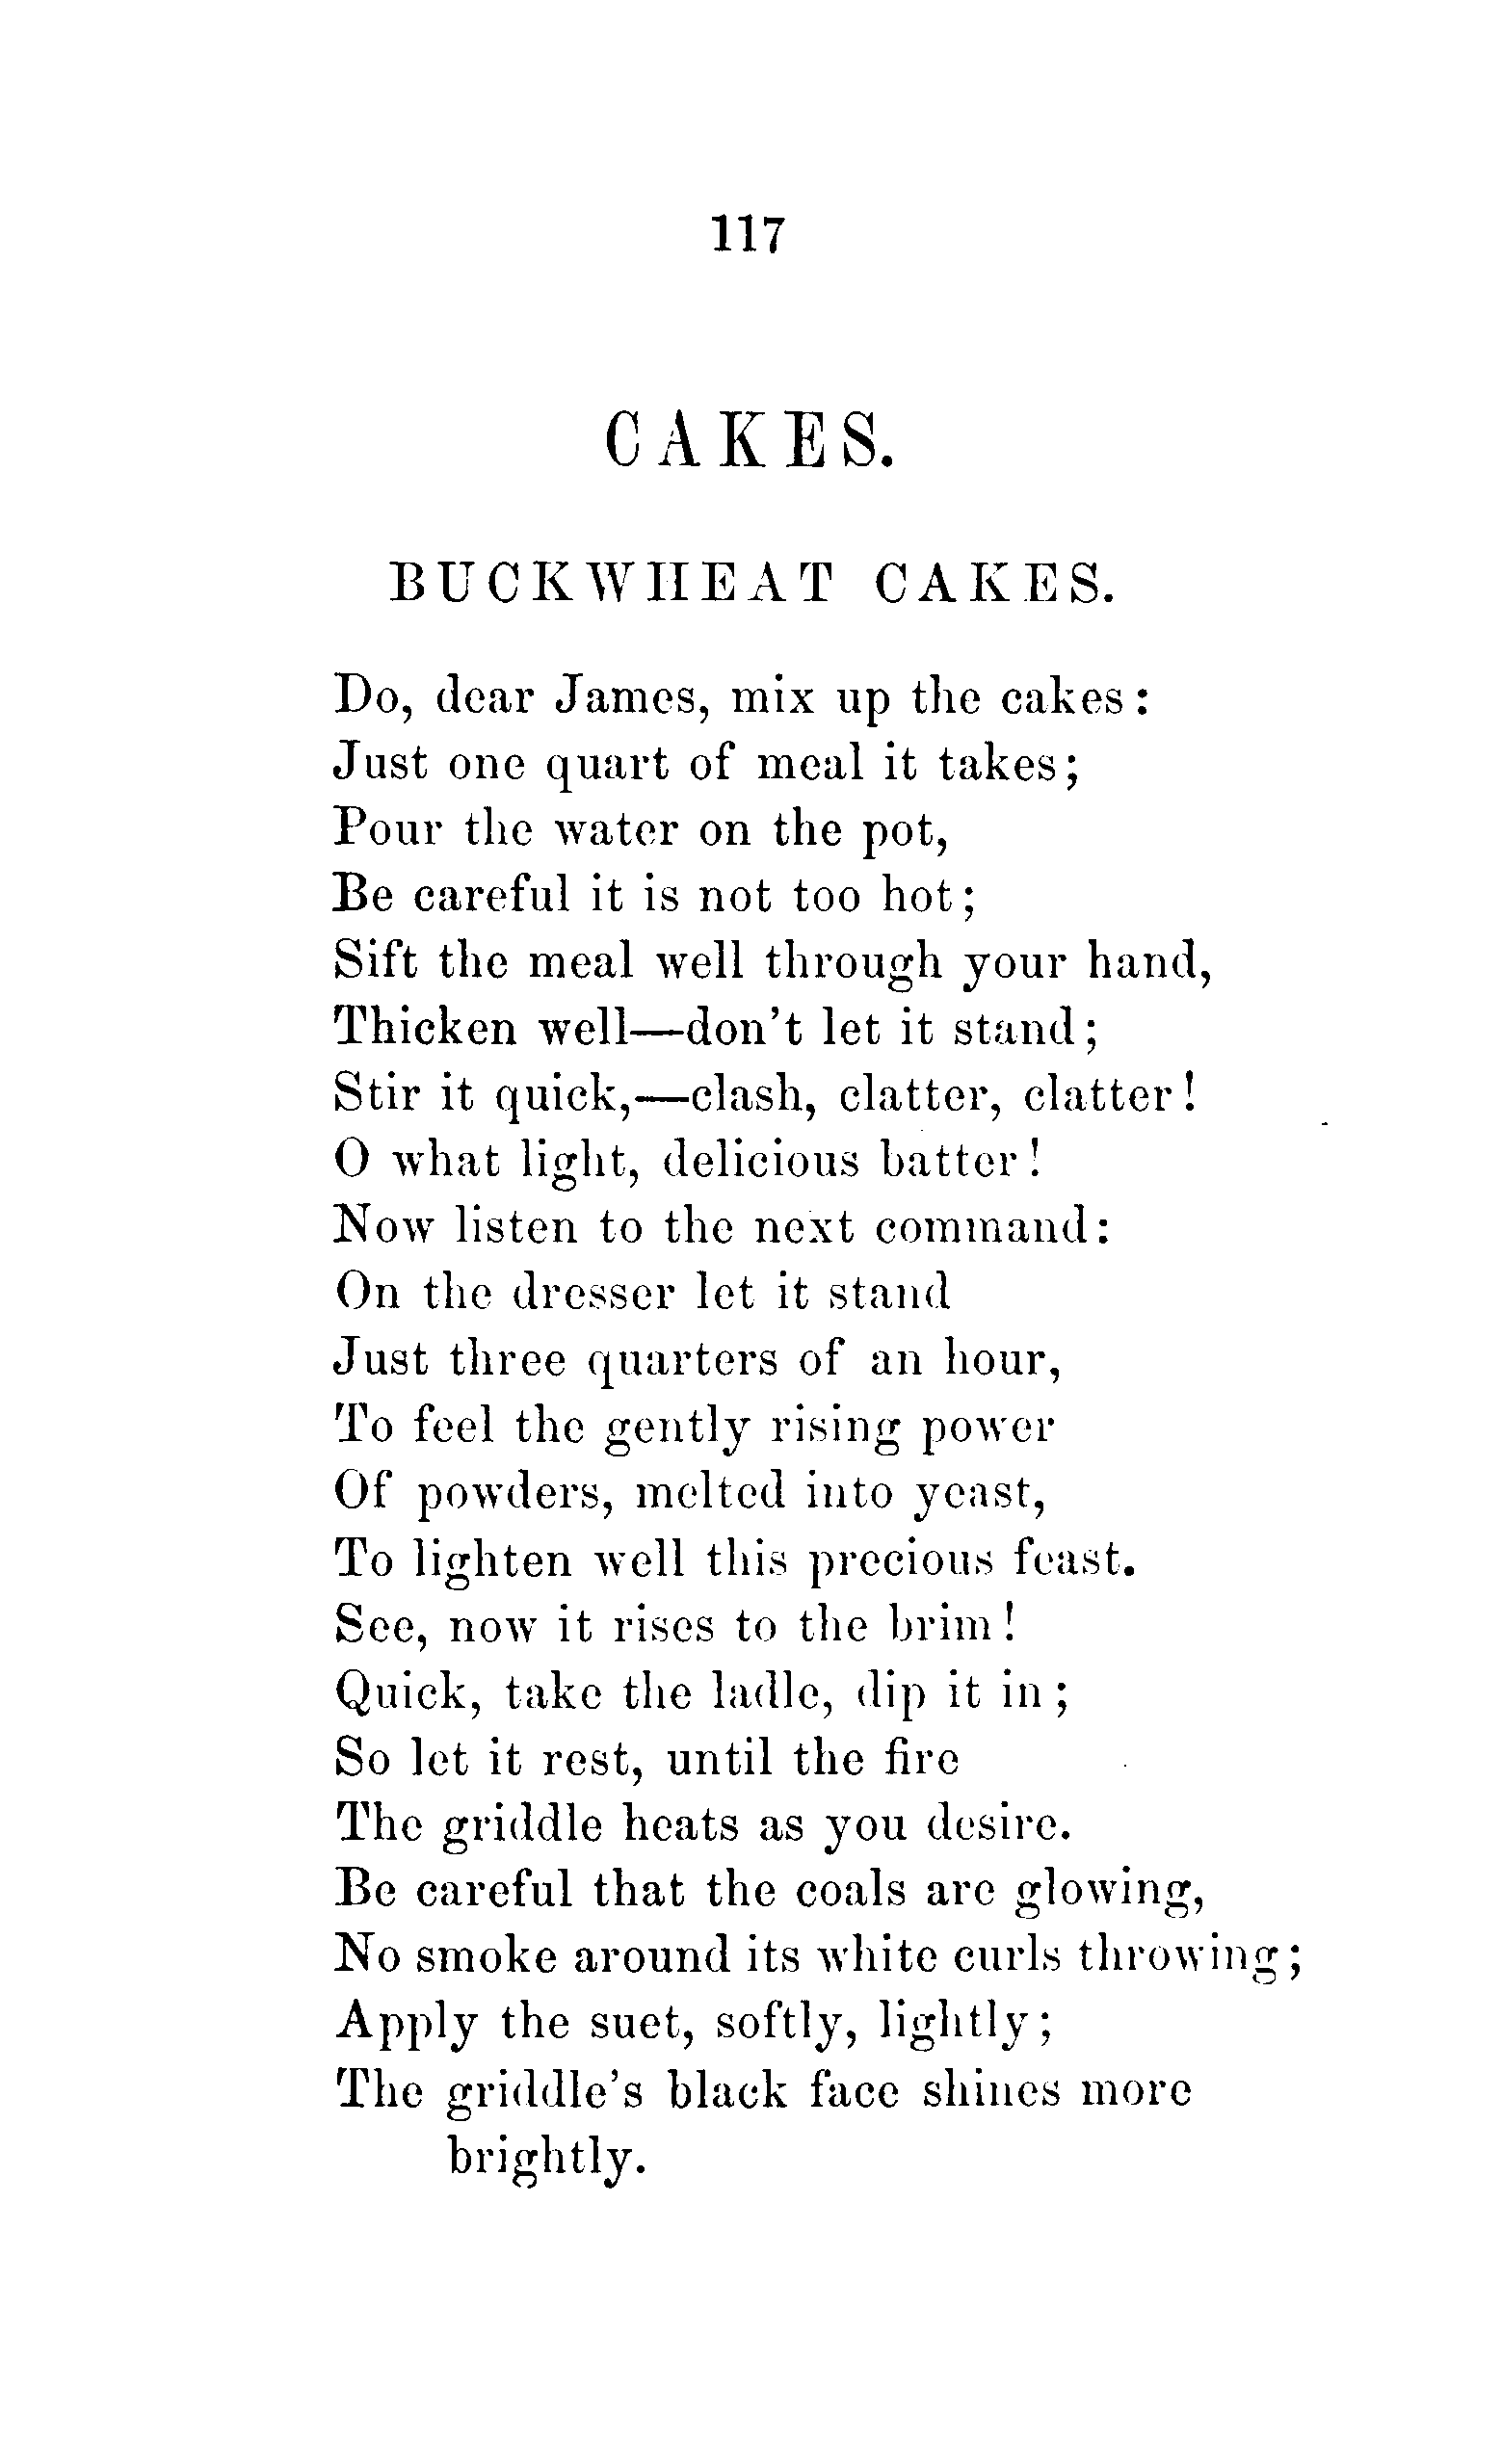 117
CAKES.
BUCKWHEAT CAKES.
Do, dear James, mix up the cakes:
Just one quart of meal it takes;
Pour the water on the pot,
Be careful it is not too hot;
Sift the meal well through your hand,
Thicken well—don't let it stand;
Stir it quick,—clash, clatter, clatter!
O what light, delicious batter!
Now listen to the next command:
On the dresser let it stand
Just three quarters of an hour,
To feel the gently rising power
Of powders, melted into yeast,
To lighten well this precious feast.
See, now it rises to the brim!
Quick, take the ladle, dip it in;
So let it rest, until the fire
The griddle heats as you desire.
Be careful that the coals are glowing,
No smoke around its white curls throwing;
Apply the suet, softly, lightly;
The griddle's black face shines more
brightly.